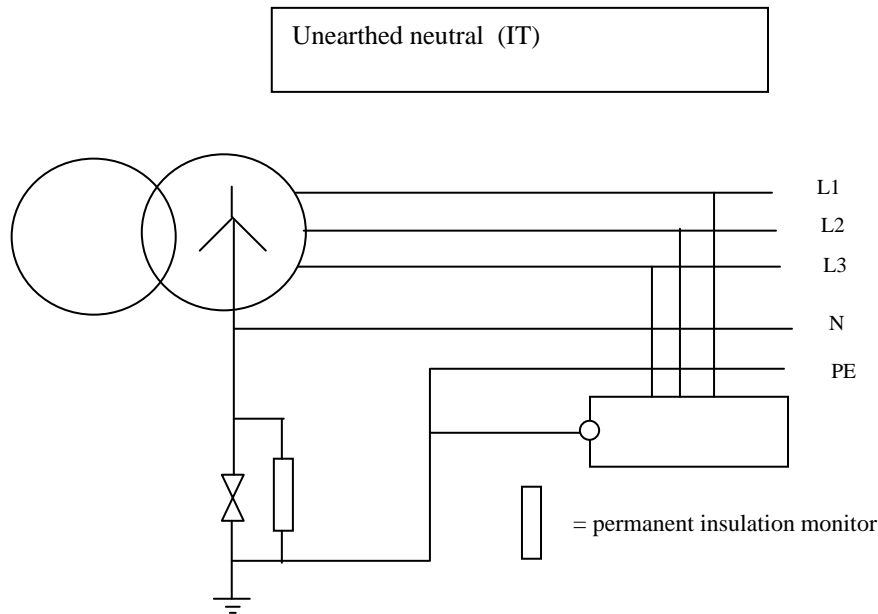 Unearthed neutral (IT)
L1
L2
L3
N
PE
= permanent insulation monitor